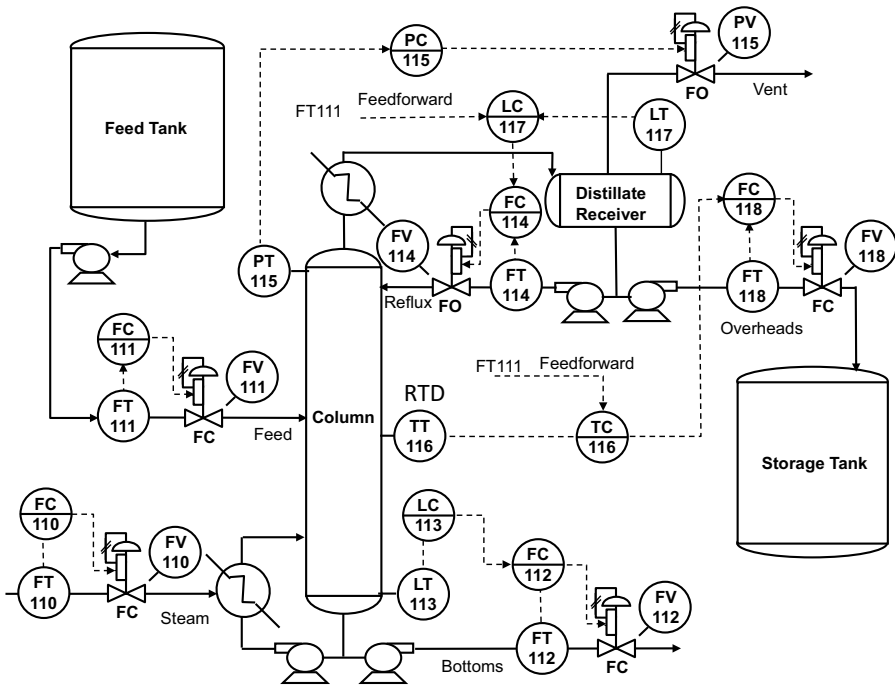 PC
115
PV
115
FO
Vent
Feed Tank
FT111
Feedforward
LC
117
LT
117
Distillate
Receiver
FC
114
FC
118
FV
114
FV
118
PT
115
FT
114
FT
118
Reflux
FO
FC
Overheads
FC
111
FV
111
FT
111
FC
Feed
Column
RTD
TT
116
FT111
Feedforward
TC
116
Storage Tank
FC
110
FV
110
FT
110
FC
Steam
LC
113
LT
113
FC
112
FV
112
FT
112
FC
Bottoms